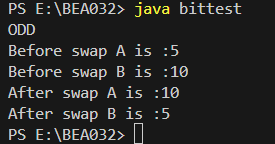 PS E:\BEA032> java bittest
ODD
Before swap A is :5
Before swap B is :10
After swap A is :10
After swap B is :5
PS E:\BEA032>